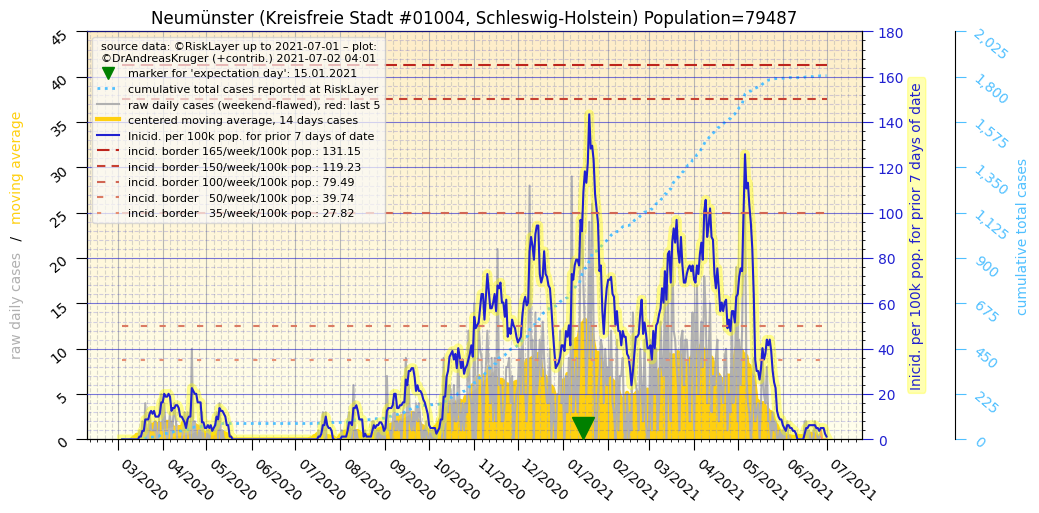 Neumünster (Kreisfreie Stadt #01004, Schleswig-Holstein) Population=79487
source data: ©RiskLayer up to 2021-07-01 – plot:
©DrAndreasKruger (+contrib.) 2021-07-02 04:01
marker for 'expectation day': 15.01.2021
cumulative total cases reported at RiskLayer
raw daily cases (weekend-flawed), red: last 5
centered moving average, 14 days cases
Inicid. per 100k pop. for prior 7 days of date
incid. border 165/week/100k pop.: 131.15
incid. border 150/week/100k pop.: 119.23
incid. border 100/week/100k pop.: 79.49
incid. border   50/week/100k pop.: 39.74
incid. border   35/week/100k pop.: 27.82
raw daily cases / moving average
45
40
35
30
25
20
15
10
5
0
03/2020
04/2020
05/2020
06/2020
07/2020
08/2020
09/2020
10/2020
11/2020
12/2020
01/2021
02/2021
03/2021
04/2021
05/2021
06/2021
07/2021
180
160
140
120
100
80
60
40
20
0
Inicid. per 100k pop. for prior 7 days of date
2,025
1,800
1,575
1,350
1,125
900
675
450
225
0
cumulative total cases